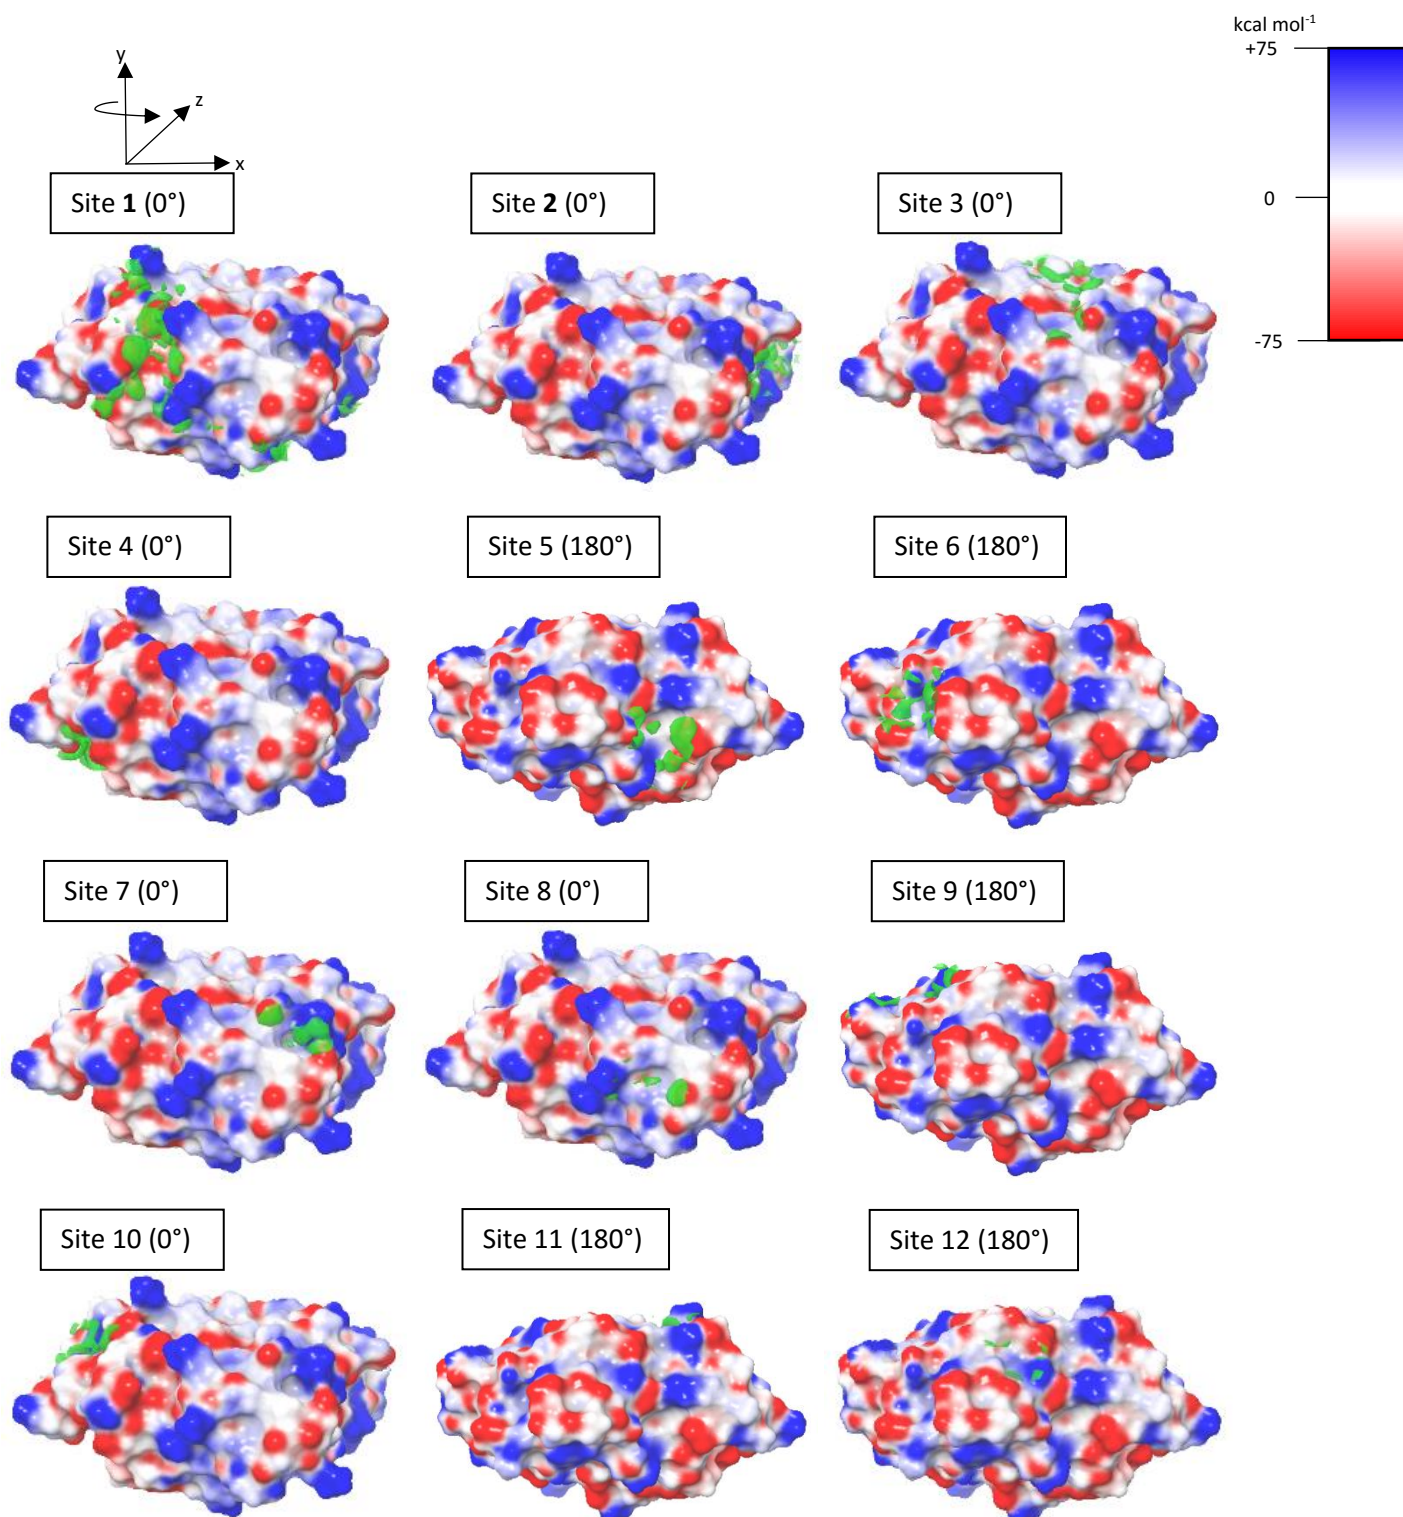 kcal mol⁻¹
+75
y
z
x
Site 1 (0°)
Site 2 (0°)
Site 3 (0°)
0
-75
Site 4 (0°)
Site 5 (180°)
Site 6 (180°)
Site 7 (0°)
Site 8 (0°)
Site 9 (180°)
Site 10 (0°)
Site 11 (180°)
Site 12 (180°)